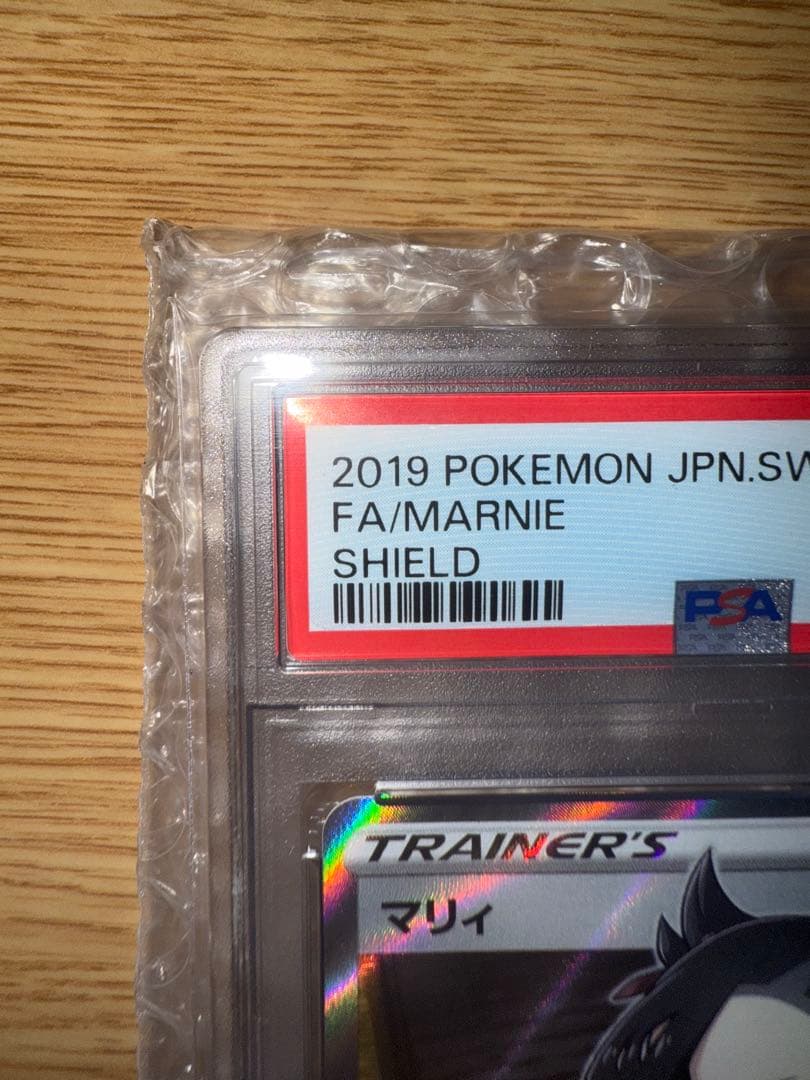 2019 POKEMON JPN.SW
FA/MARNIE
SHIELD
PSA
TRAINER'S
マリィ